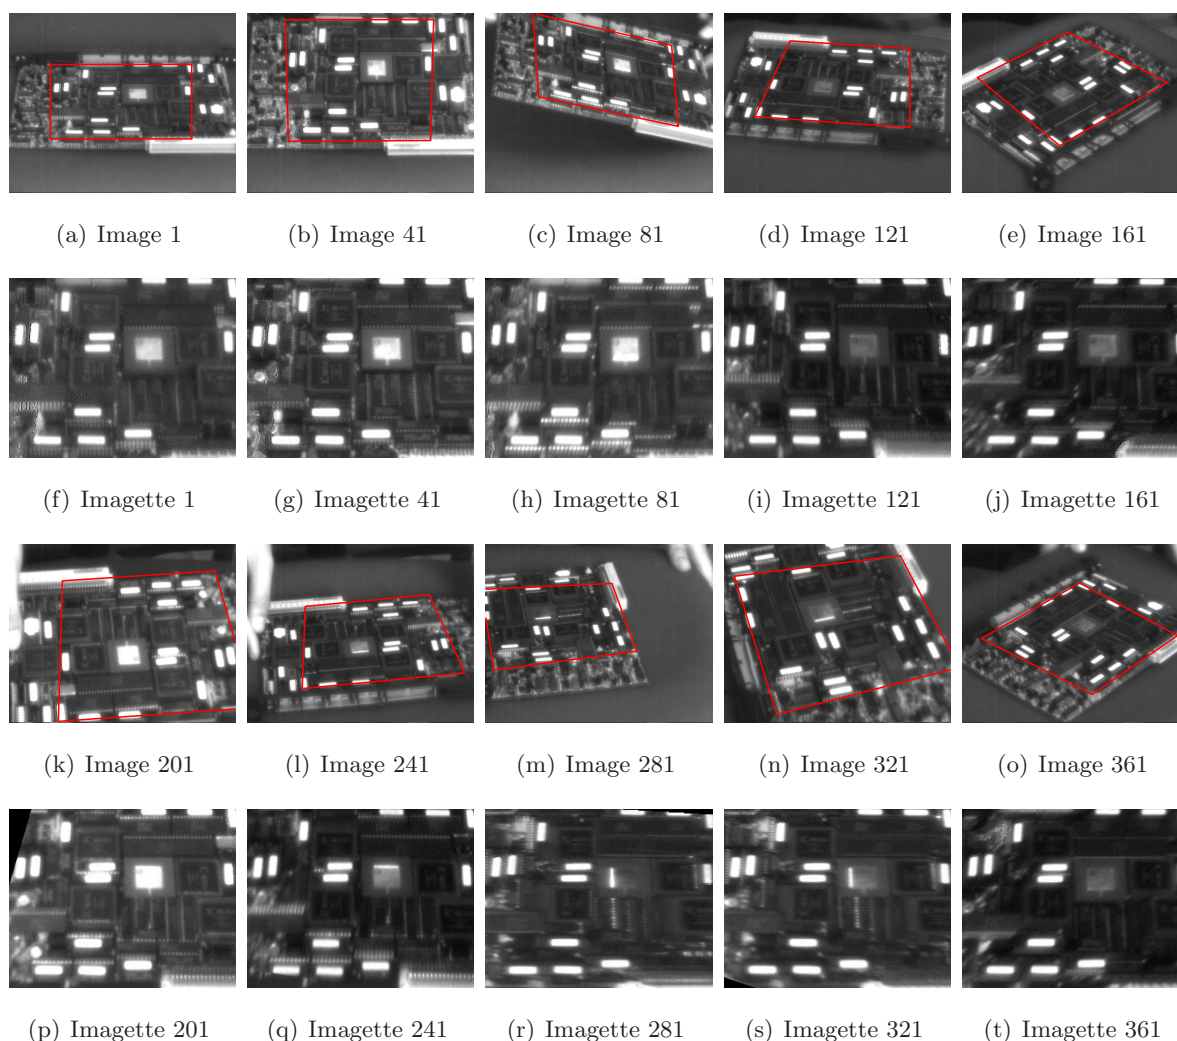 (a) Image 1
(b) Image 41
(c) Image 81
(d) Image 121
(e) Image 161
(f) Imagette 1
(g) Imagette 41
(h) Imagette 81
(i) Imagette 121
(j) Imagette 161
(k) Image 201
(l) Image 241
(m) Image 281
(n) Image 321
(o) Image 361
(p) Imagette 201
(q) Imagette 241
(r) Imagette 281
(s) Imagette 321
(t) Imagette 361